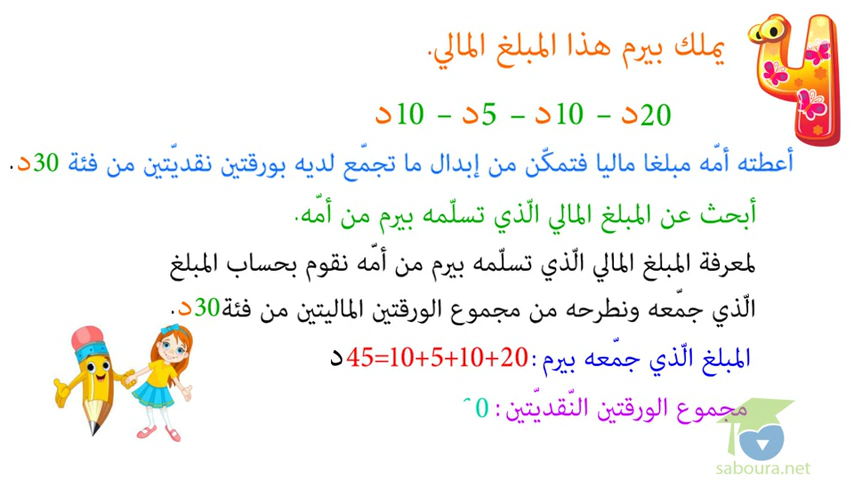 يملك بيرم هذا المبلغ المالي.
20د - 10د - 5د - 10د
أعطته أمّه مبلغا ماليا فتمكّن من إبدال ما تجمّع لديه بورقتين نقديّتين من فئة 30د.
أبحث عن المبلغ المالي الّذي تسلّمه بيرم من أمّه.
لمعرفة المبلغ المالي الّذي تسلّمه بيرم من أمّه نقوم بحساب المبلغ
الّذي جمّعه ونطرحه من مجموع الورقتين الماليتين من فئة30د.
المبلغ الّذي جمّعه بيرم :20+10+5+10=45د
مجموع الورقتين النّقديّتين : 0
saboura.net